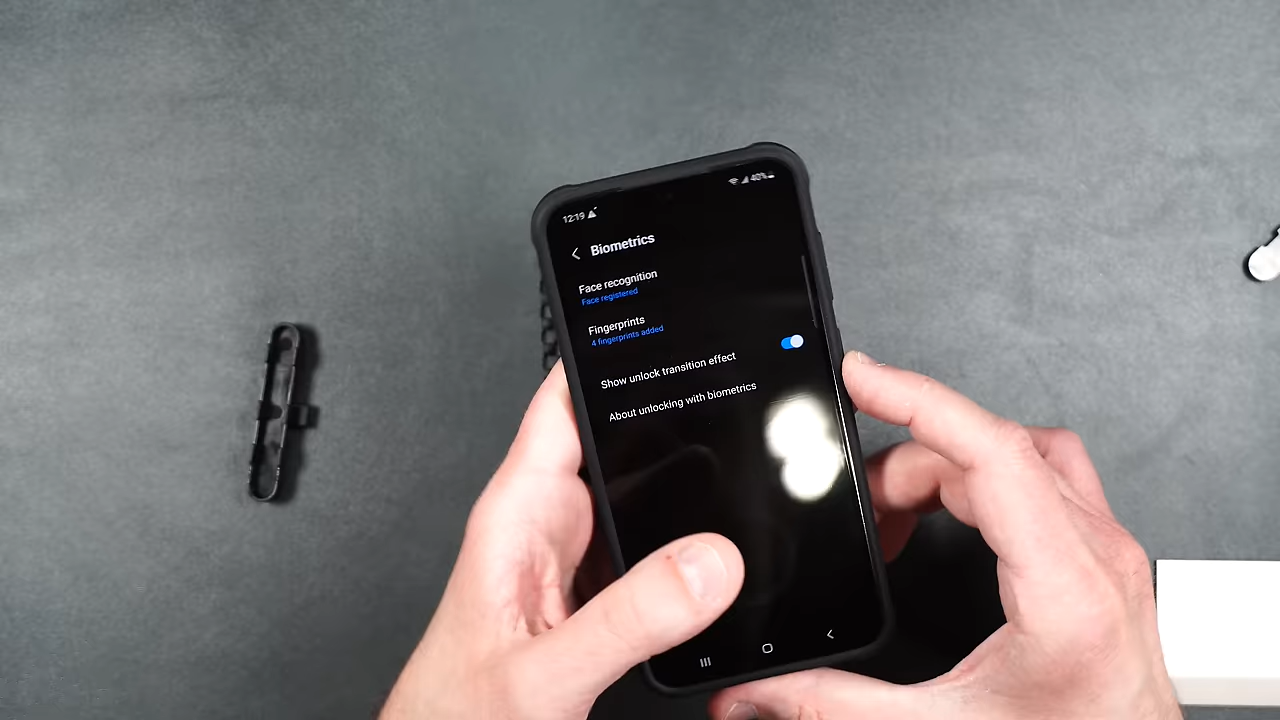 12:19
40%
Biometrics
Face recognition
Face registered
Fingerprints
4 fingerprints added
Show unlock transition effect
About unlocking with biometrics